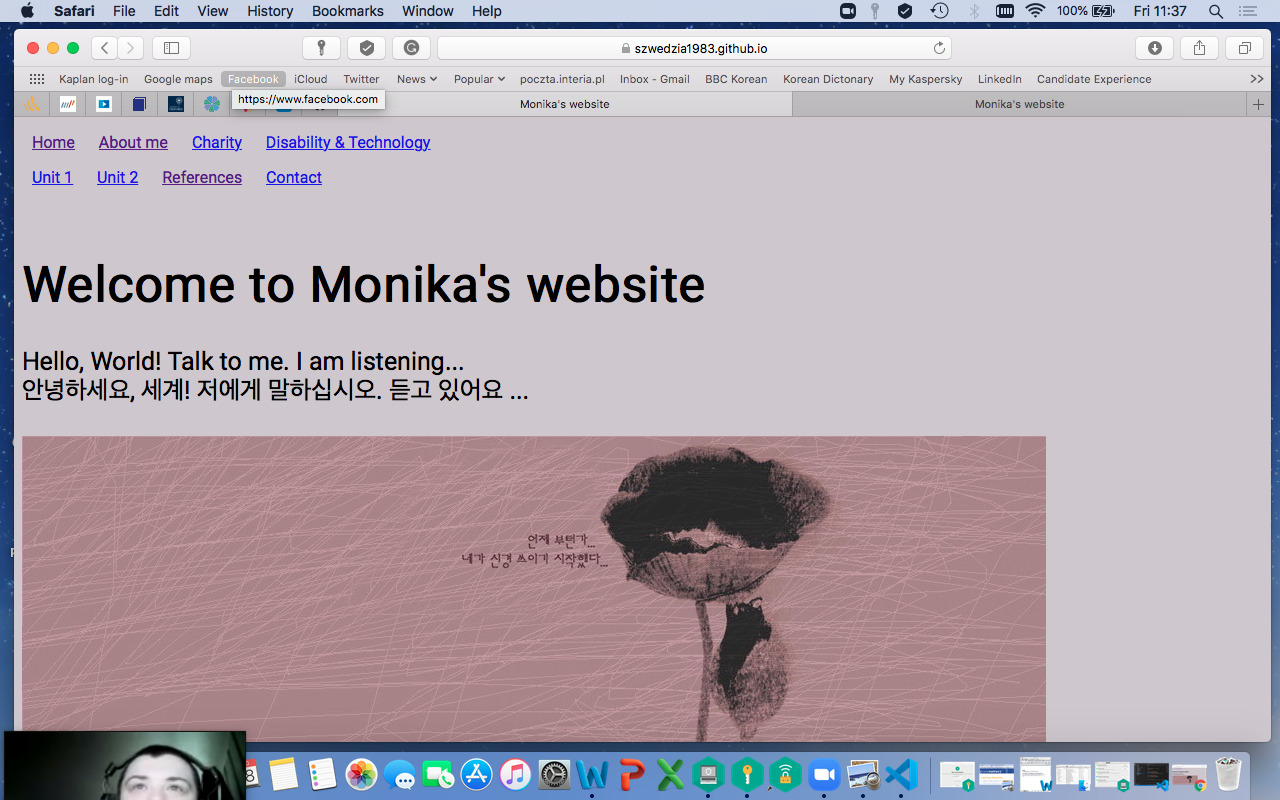 Safari File Edit View History Bookmarks Window Help 100% Fri 11:37
szwedzia1983.github.io
Kaplan log-in Google maps Facebook iCloud Twitter News Popular poczta.interia.pl Inbox - Gmail BBC Korean Korean Dictonary My Kaspersky LinkedIn Candidate Experience
https://www.facebook.com
Monika's website Monika's website
Home About me Charity Disability & Technology
Unit 1 Unit 2 References Contact
Welcome to Monika's website
Hello, World! Talk to me. I am listening...
안녕하세요, 세계! 저에게 말하십시오. 듣고 있어요 ...
언제 부턴가...
네가 신경 쓰이기 시작했다...